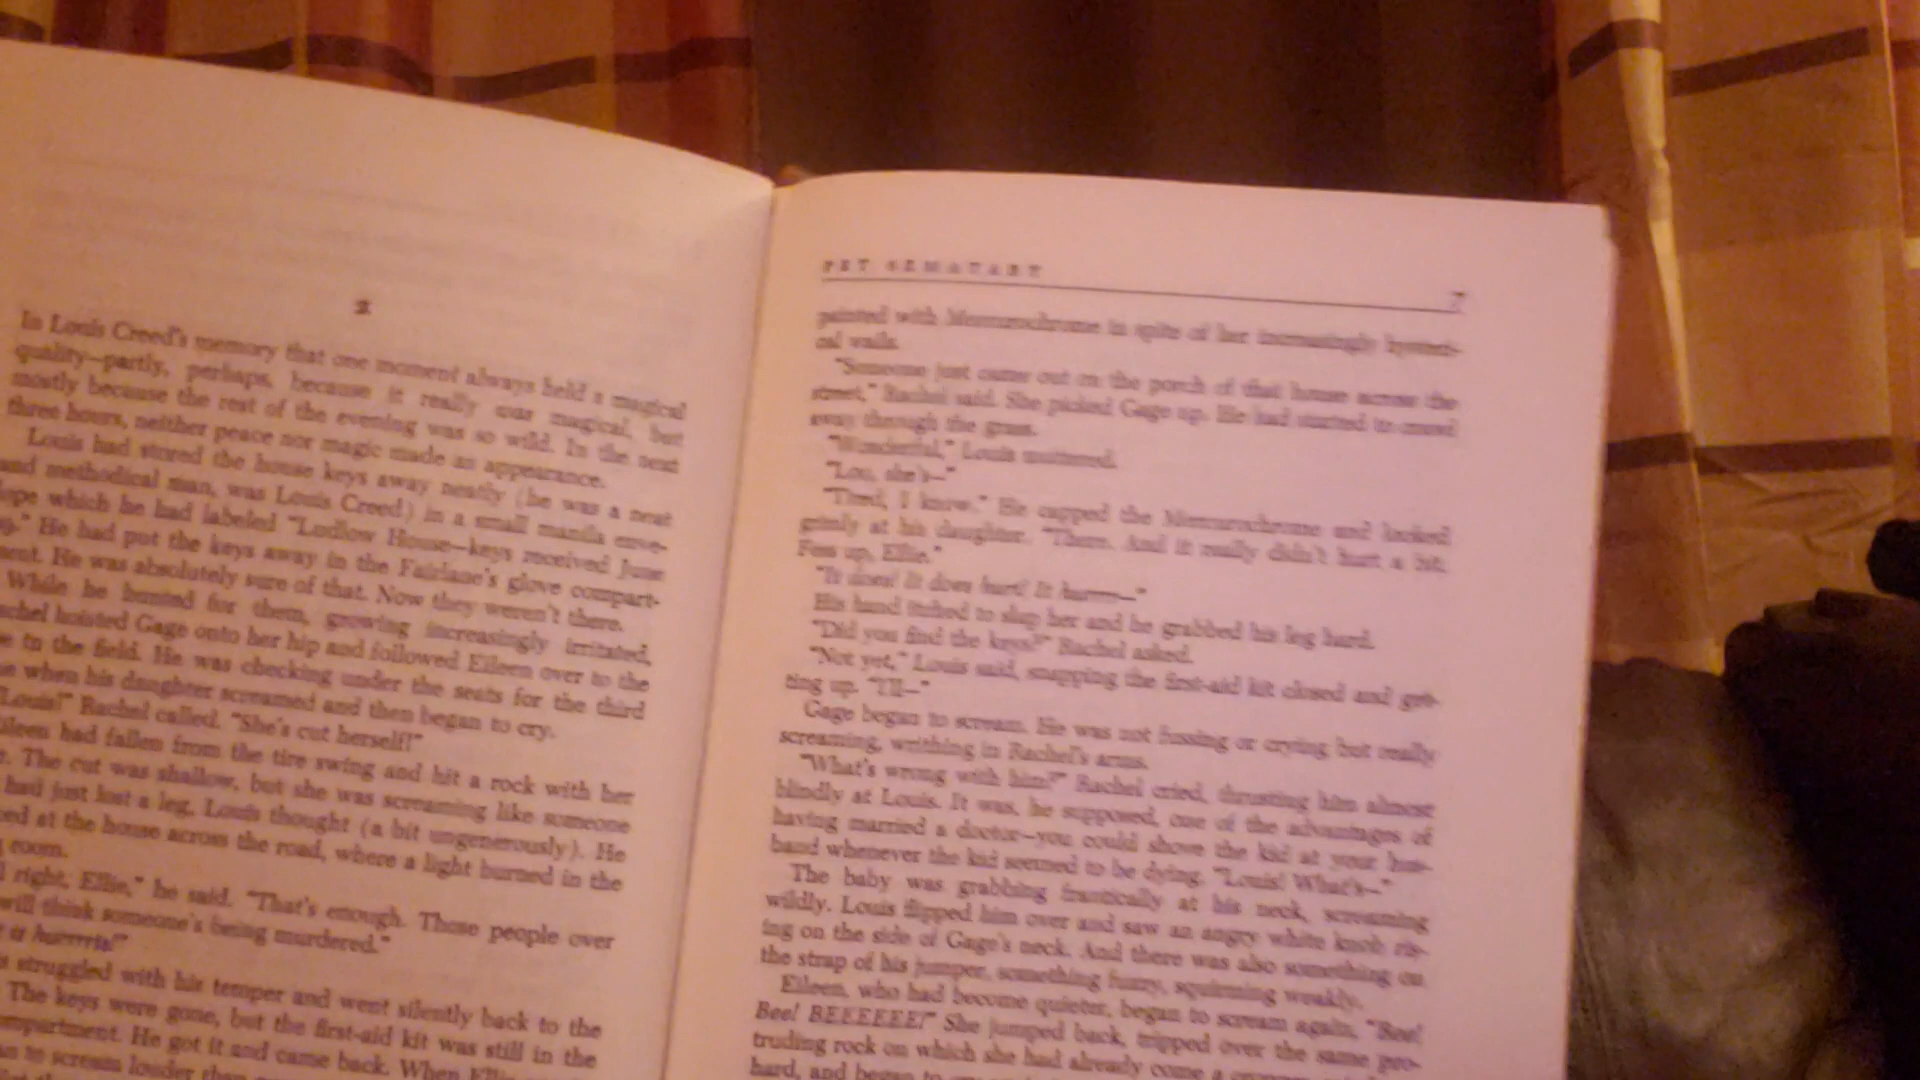 2
In Louis Creed's memory that one moment always held a magical
quality—partly, perhaps, because it really was magical, but
mostly because the rest of the evening was so wild. In the next
three hours, neither peace nor magic made an appearance.
Louis had stored the house keys away neatly (he was a neat
and methodical man, was Louis Creed) in a small manila enve-
lope which he had labeled "Ludlow House—keys received June
He had put the keys away in the Fairlane's glove compart-
ment. He was absolutely sure of that. Now they weren't there.
While he hunted for them, growing increasingly irritated,
Rachel hoisted Gage onto her hip and followed Eileen over to the
in the field. He was checking under the seats for the third
when his daughter screamed and then began to cry.
"Louis!" Rachel called. "She's cut herself!"
Eileen had fallen from the tire swing and hit a rock with her
The cut was shallow, but she was screaming like someone
had just lost a leg, Louis thought (a bit ungenerously). He
at the house across the road, where a light burned in the
room.
right, Ellie," he said. "That's enough. Those people over
will think someone's being murdered."
it hurrrrts!"
struggled with his temper and went silently back to the
The keys were gone, but the first-aid kit was still in the
compartment. He got it and came back. When Ellie
to scream louder than
PET SEMATARY 7
painted with Mercurochrome in spite of her increasingly hysteri-
cal wails.
"Someone just came out on the porch of that house across the
street," Rachel said. She picked Gage up. He had started to crawl
away through the grass.
"Wonderful," Louis muttered.
"Lou, she's—"
"Tired, I know." He capped the Mercurochrome and looked
grimly at his daughter. "There. And it really didn't hurt a bit.
Fess up, Ellie."
"It does! It does hurt! It hurrrr—"
His hand itched to slap her and he grabbed his leg hard.
"Did you find the keys?" Rachel asked.
"Not yet," Louis said, snapping the first-aid kit closed and get-
ting up. "I'll—"
Gage began to scream. He was not fussing or crying but really
screaming, writhing in Rachel's arms.
"What's wrong with him?" Rachel cried, thrusting him almost
blindly at Louis. It was, he supposed, one of the advantages of
having married a doctor—you could shove the kid at your hus-
band whenever the kid seemed to be dying. "Louis! What's—"
The baby was grabbing frantically at his neck, screaming
wildly. Louis flipped him over and saw an angry white knob ris-
ing on the side of Gage's neck. And there was also something on
the strap of his jumper, something fuzzy, squirming weakly.
Eileen, who had become quieter, began to scream again. "Bee!
Bee! BEEEEEE!" She jumped back, tripped over the same pro-
truding rock on which she had already come a cropper,
hard, and began to